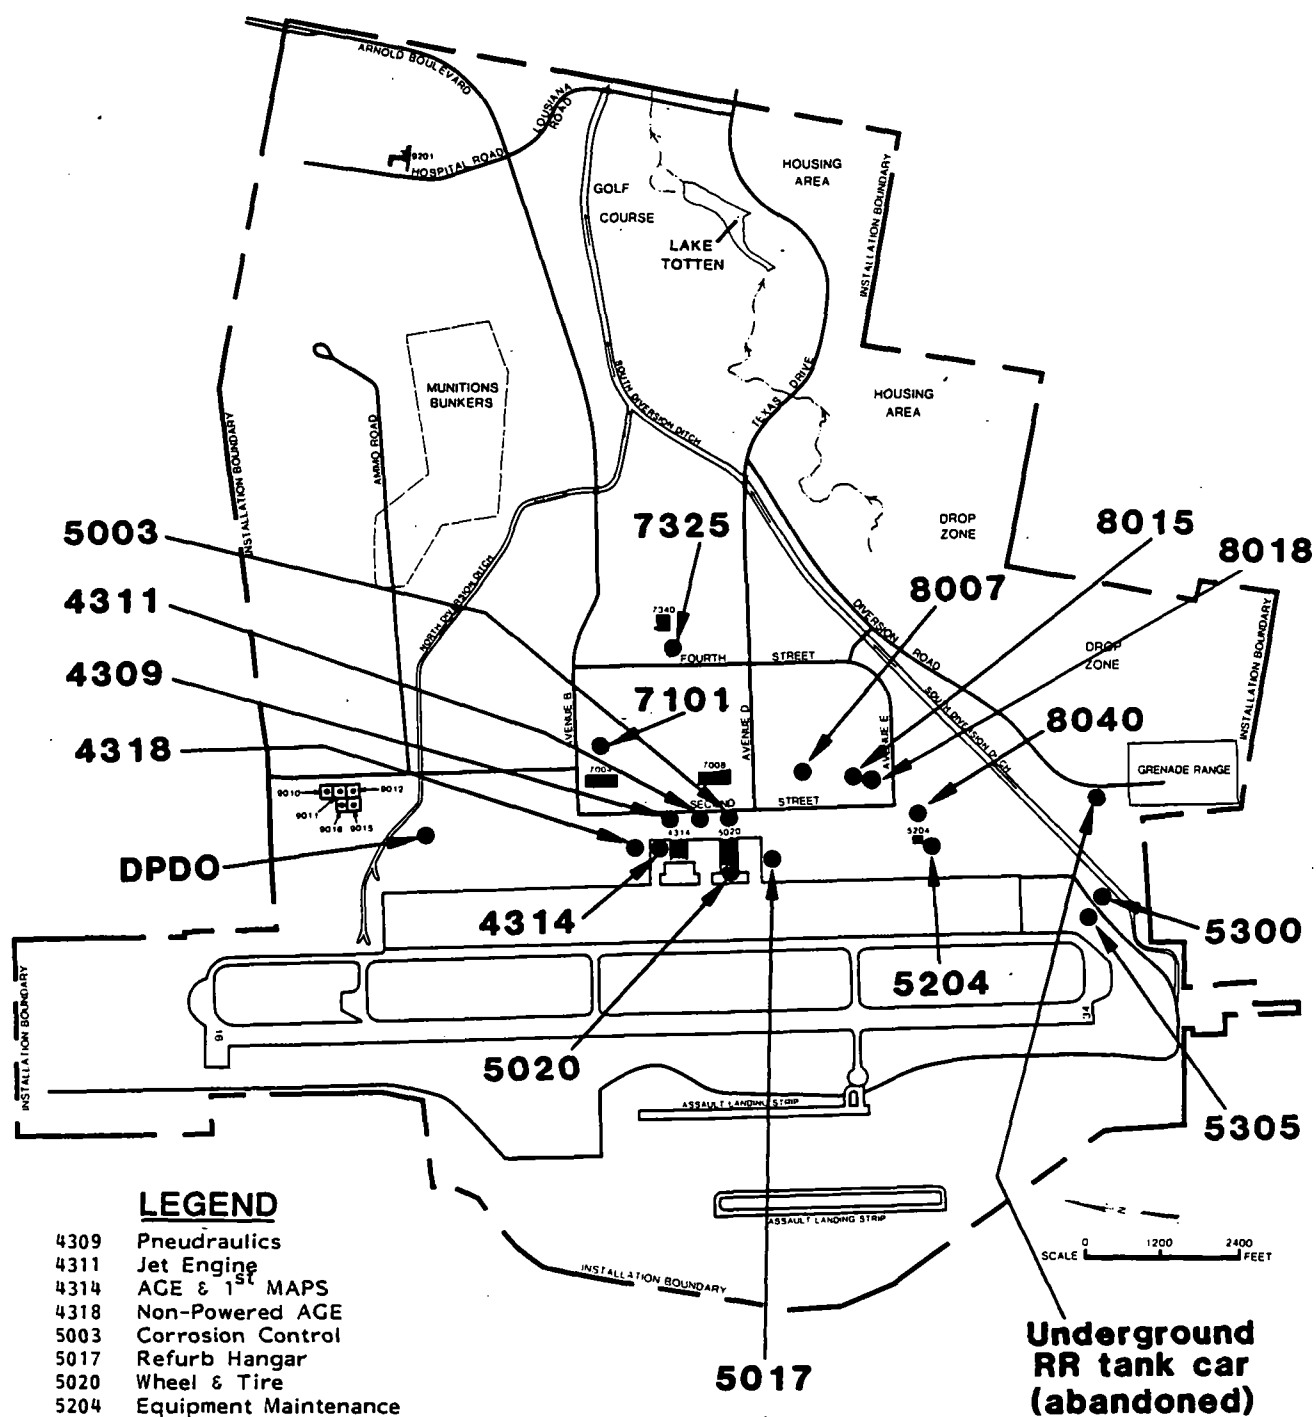 ARNOLD BOULEVARD
LOUSIANA
ROAD
9201
HOSPITAL ROAD
HOUSING
AREA
GOLF
COURSE
LAKE
TOTTEN
INSTALLATION BOUNDARY
MUNITIONS
BUNKERS
SOUTH DIVERSION DITCH
TEXAS DRIVE
HOUSING
AREA
INSTALLATION BOUNDARY
AMMO ROAD
5003
7325
DROP
ZONE
8015
8018
4311
NORTH DIVERSION DITCH
7340
8007
DIVERSION ROAD
DROP
ZONE
INSTALLATION BOUNDARY
4309
FOURTH STREET
7101
AVENUE B
AVENUE D
AVENUE E
SOUTH DIVERSION DITCH
8040
4318
7004
7008
GRENADE RANGE
9010
9012
9011
9016
9015
SECOND STREET
4314
5020
5204
DPDO
4314
5300
5204
INSTALLATION BOUNDARY
16
34
5020
ASSAULT LANDING STRIP
5305
ASSAULT LANDING STRIP
N
SCALE 0 1200 2400 FEET
INSTALLATION BOUNDARY
LEGEND
4309 Pneudraulics
4311 Jet Engine
4314 AGE & 1st MAPS
4318 Non-Powered AGE
5003 Corrosion Control
5017 Refurb Hangar
5020 Wheel & Tire
5204 Equipment Maintenance
5017
Underground
RR tank car
(abandoned)